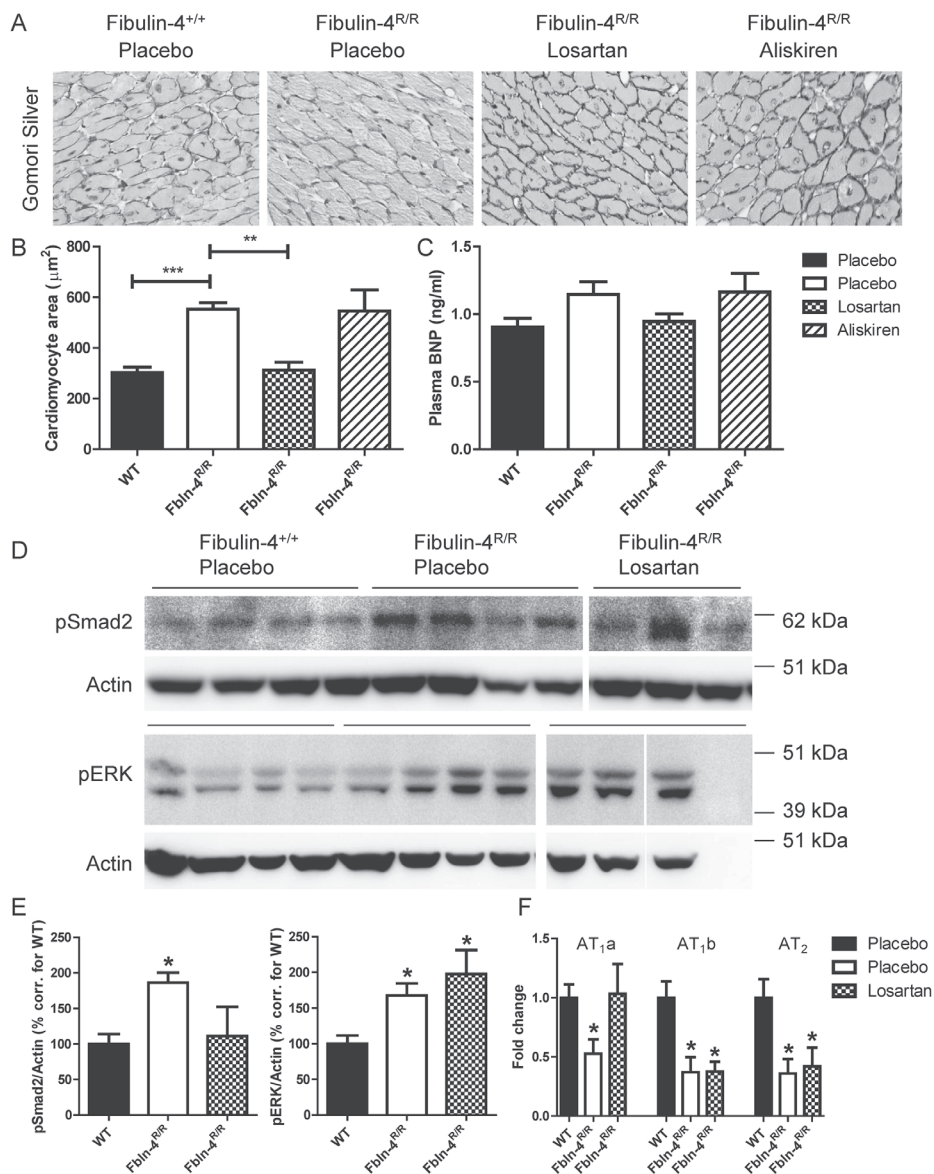 A
Fibulin-4+/+
Placebo
Fibulin-4R/R
Placebo
Fibulin-4R/R
Losartan
Fibulin-4R/R
Aliskiren
Gomori Silver
B
Cardiomyocyte area (μm2)
800
600
400
200
0
***
**
WT
Fbln-4R/R
Fbln-4R/R
Fbln-4R/R
C
Plasma BNP (ng/ml)
1.5
1.0
0.5
0.0
WT
Fbln-4R/R
Fbln-4R/R
Fbln-4R/R
Placebo
Placebo
Losartan
Aliskiren
D
Fibulin-4+/+
Placebo
Fibulin-4R/R
Placebo
Fibulin-4R/R
Losartan
pSmad2
62 kDa
51 kDa
Actin
pERK
51 kDa
39 kDa
51 kDa
Actin
E
pSmad2/Actin (% corr. for WT)
250
200
150
100
50
0
*
WT
Fbln-4R/R
Fbln-4R/R
pERK/Actin (% corr. for WT)
250
200
150
100
50
0
*
*
WT
Fbln-4R/R
Fbln-4R/R
F
Fold change
1.5
1.0
0.5
0.0
AT1a
AT1b
AT2
*
*
*
*
*
WT
Fbln-4R/R
Fbln-4R/R
WT
Fbln-4R/R
Fbln-4R/R
WT
Fbln-4R/R
Fbln-4R/R
Placebo
Placebo
Losartan